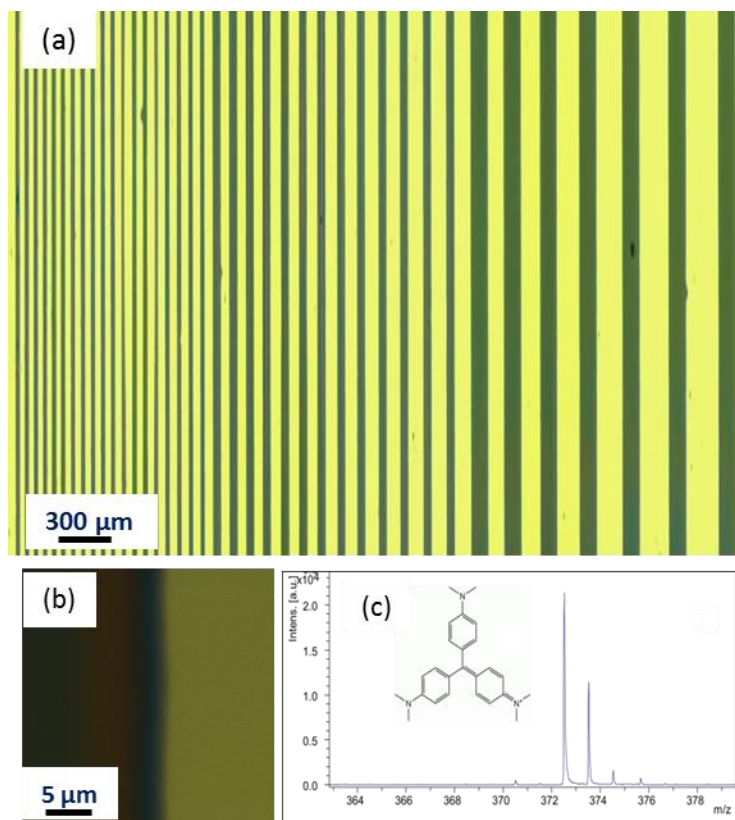 (a)
300 μm
(b)
5 μm
(c)
Intens. [a.u.]
x10⁴
2.0
1.5
1.0
0.5
0.0
364
366
368
370
372
374
376
378
m/z
N
N
N⁺